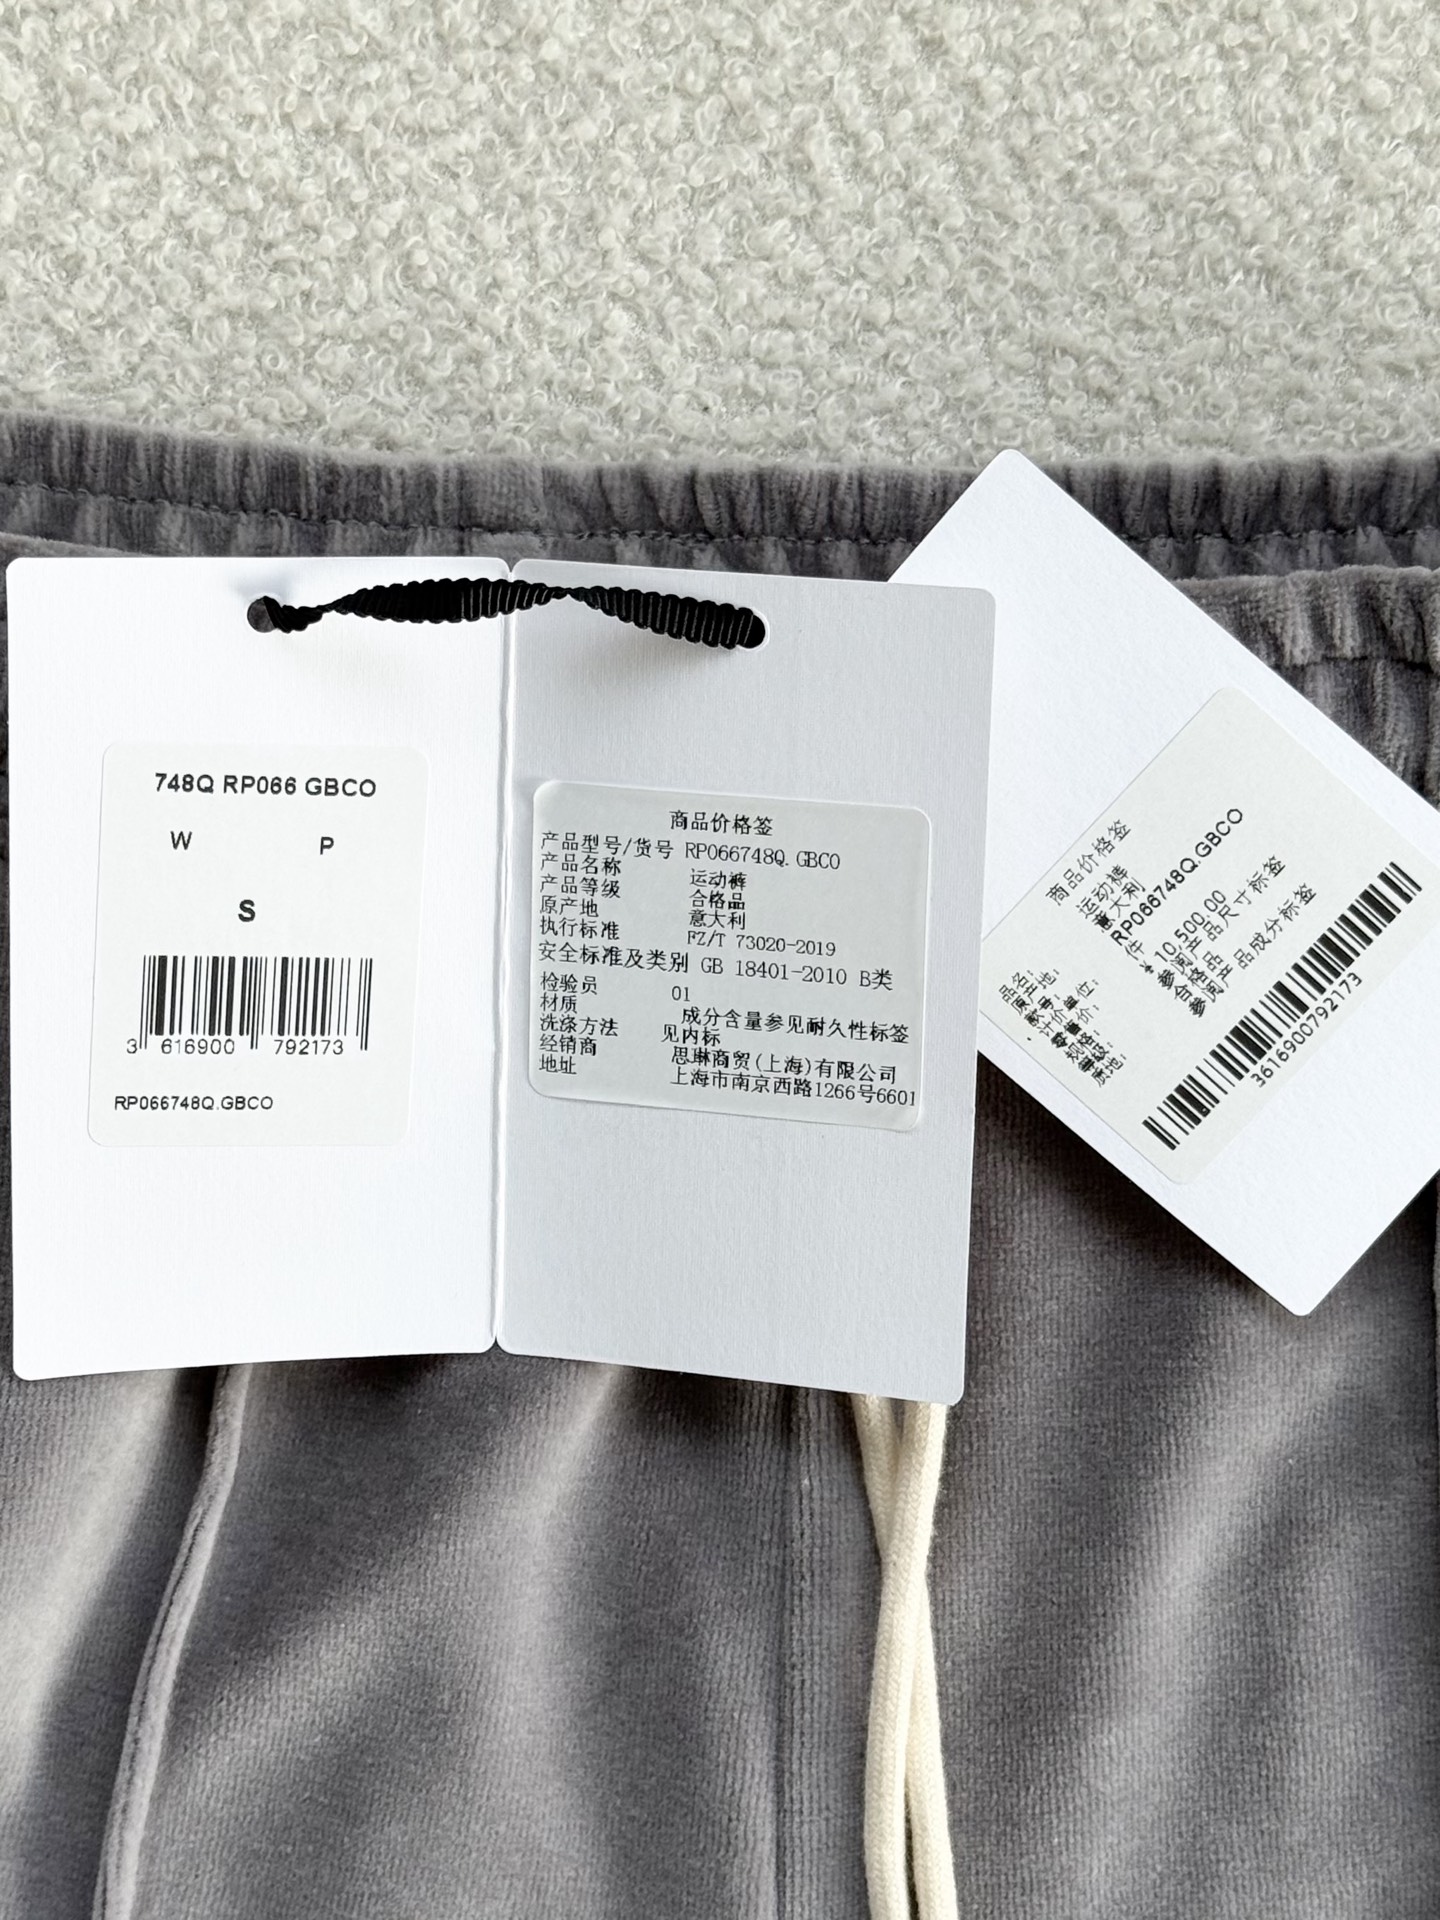 748Q RP066 GBCO
W P
S
3 616900 792173
RP066748Q.GBCO
商品价格签
产品型号/货号 RP066748Q.GBCO
产品名称 运动裤
产品等级 合格品
原产地 意大利
执行标准 FZ/T 73020-2019
安全标准及类别 GB 18401-2010 B类
检验员 01
材质 成分含量参见耐久性标签
洗涤方法 见内标
经销商 思琳商贸(上海)有限公司
地址 上海市南京西路1266号6601
商品价格签
运动裤
意大利
RP066748Q.GBCO
件
10,500.00
3616900792173